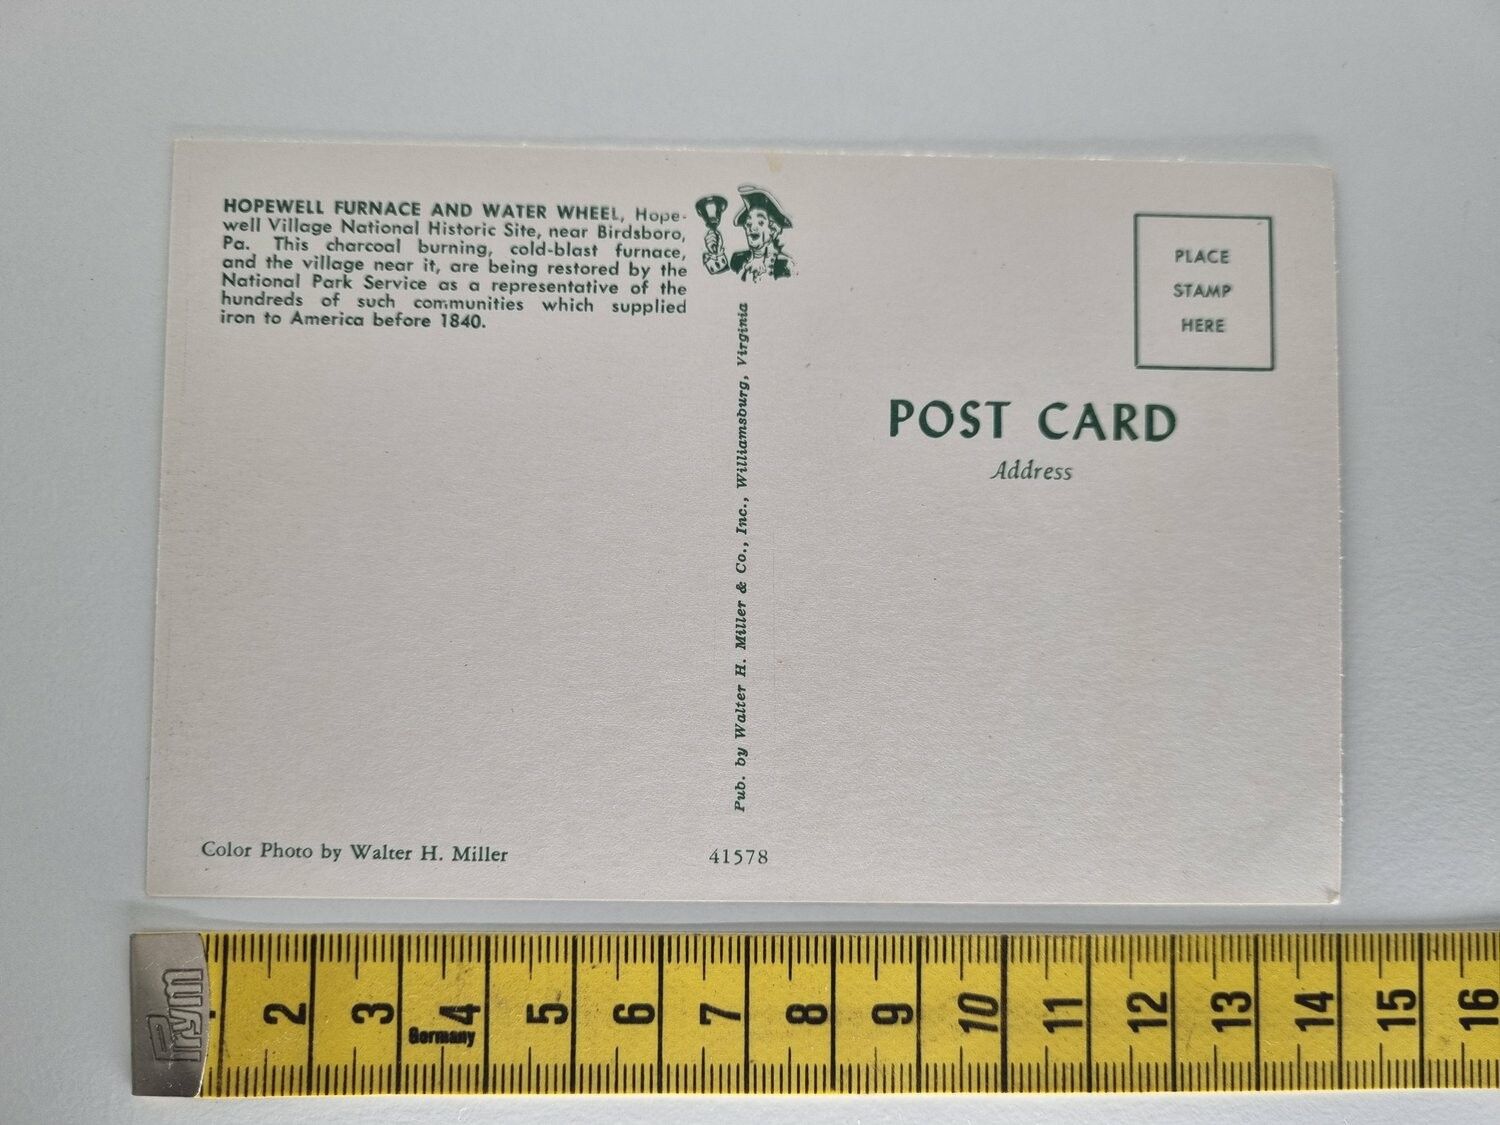 HOPEWELL FURNACE AND WATER WHEEL, Hope-
well Village National Historic Site, near Birdsboro,
Pa. This charcoal burning, cold-blast furnace,
and the village near it, are being restored by the
National Park Service as a representative of the
hundreds of such communities which supplied
iron to America before 1840.
Pub. by Walter H. Miller & Co., Inc., Williamsburg, Virginia
PLACE
STAMP
HERE
POST CARD
Address
Color Photo by Walter H. Miller
41578
Prym
2 3 4 5 6 7 8 9 10 11 12 13 14 15 16
Germany